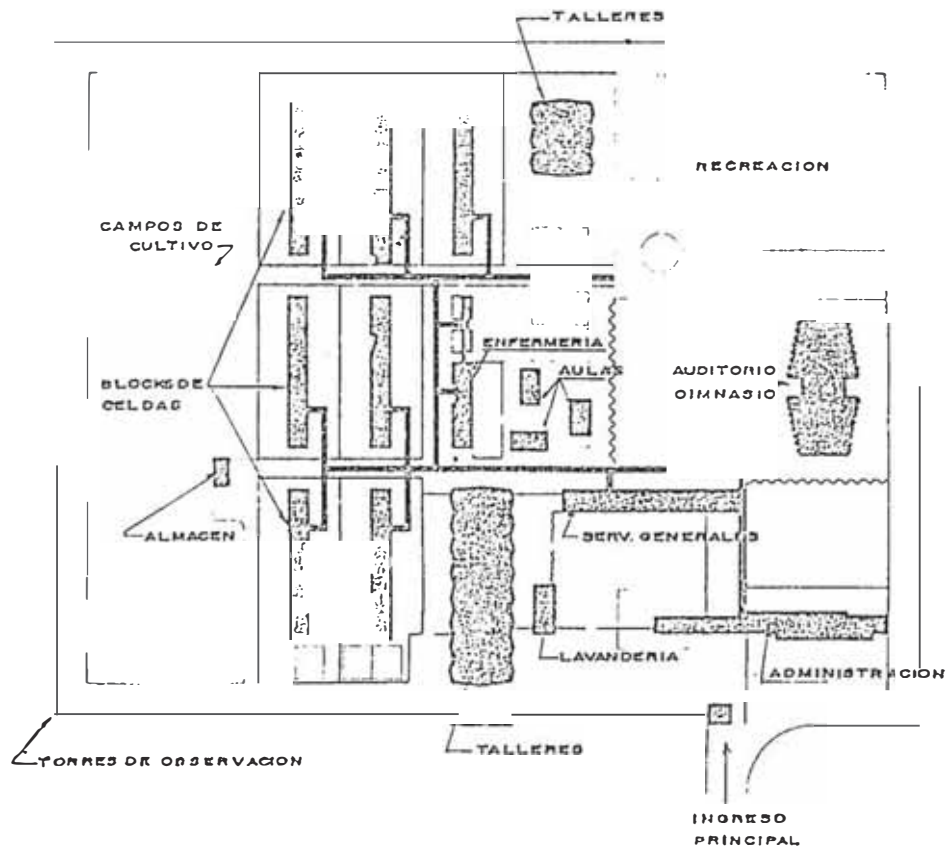 TALLERES
RECREACION
CAMPOS DE
CULTIVO
ENFERMERIA
AULAS
AUDITORIO
GIMNASIO
BLOCKS DE
CELDAS
ALMACEN
SERV. GENERALES
LAVANDERIA
ADMINISTRACION
TORRES DE OBSERVACION
TALLERES
INGRESO
PRINCIPAL